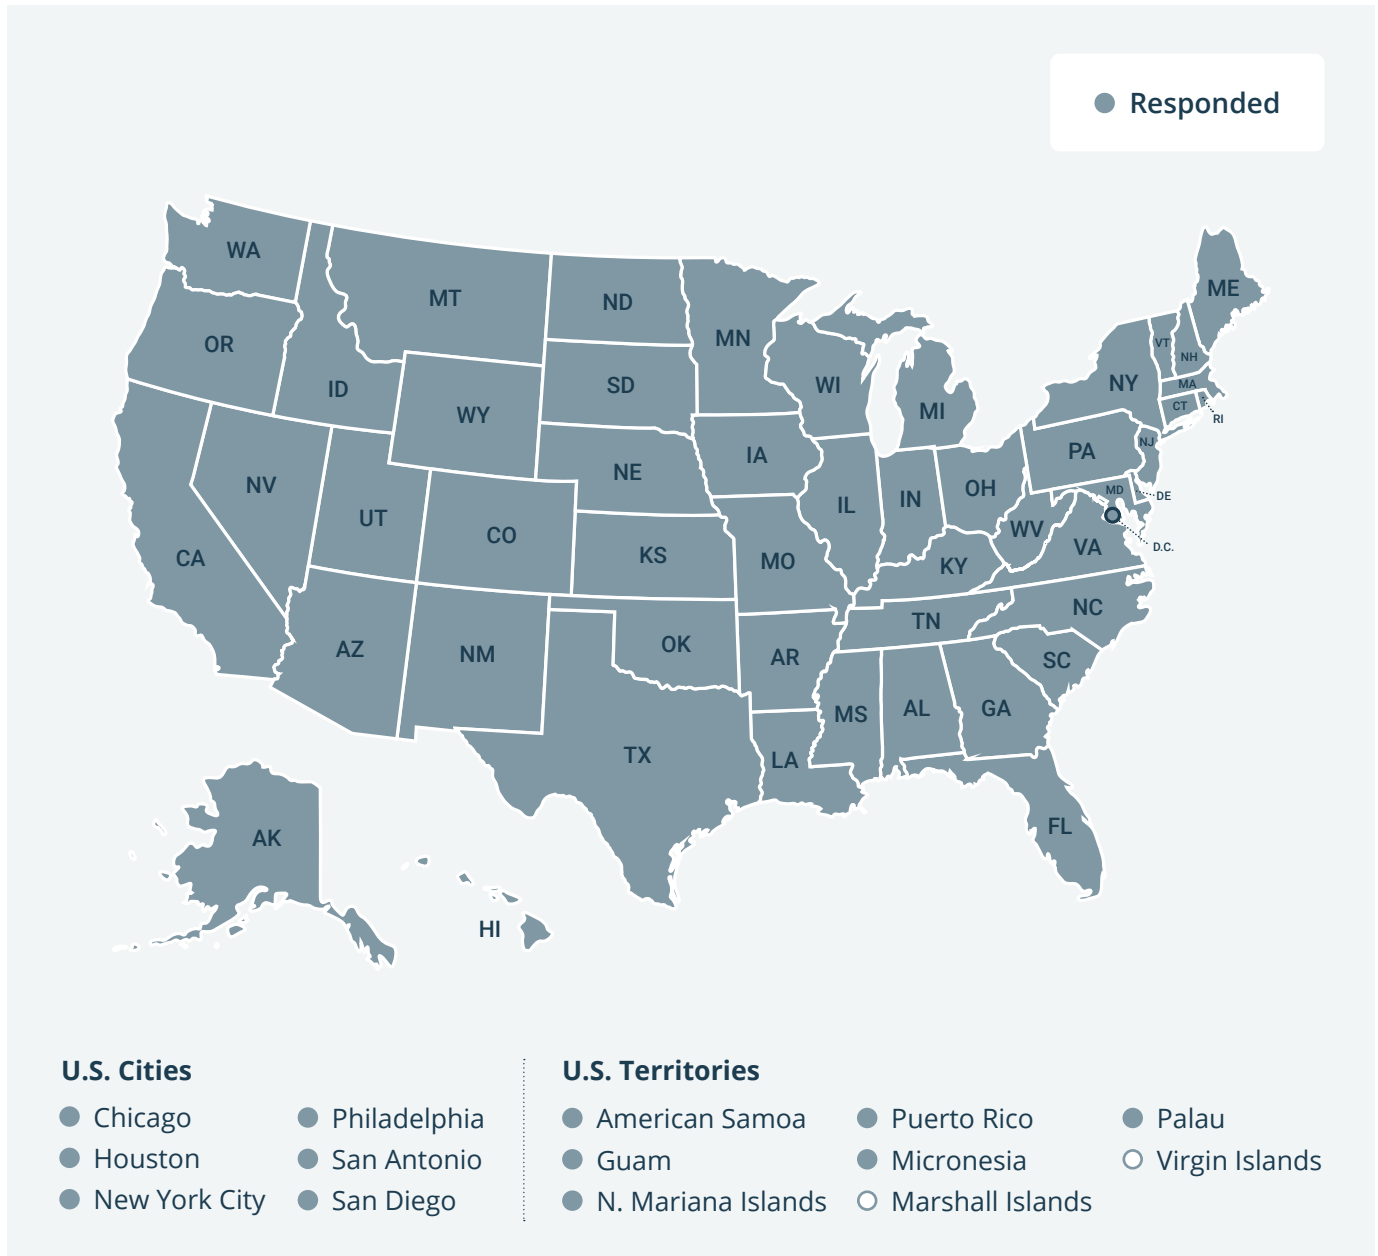 Responded
WA
MT
ND
MN
ME
OR
ID
WY
SD
WI
MI
NY
VT
NH
MA
CT
RI
NV
UT
CO
NE
IA
IL
IN
OH
PA
NJ
MD
DE
D.C.
CA
KS
MO
KY
WV
VA
AZ
NM
OK
AR
TN
NC
SC
TX
LA
MS
AL
GA
FL
AK
HI
U.S. Cities
Chicago
Houston
New York City
Philadelphia
San Antonio
San Diego
U.S. Territories
American Samoa
Guam
N. Mariana Islands
Puerto Rico
Micronesia
Marshall Islands
Palau
Virgin Islands